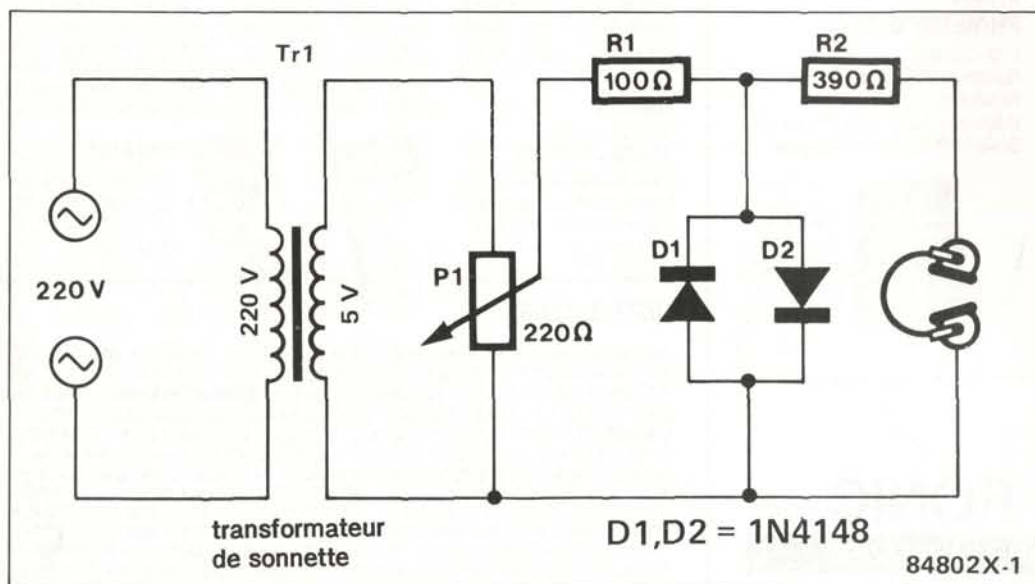 Tr1
R1
100Ω
R2
390Ω
220 V
220 V
5 V
P1
220Ω
D1
D2
transformateur
de sonnette
D1,D2 = 1N4148
84802X-1